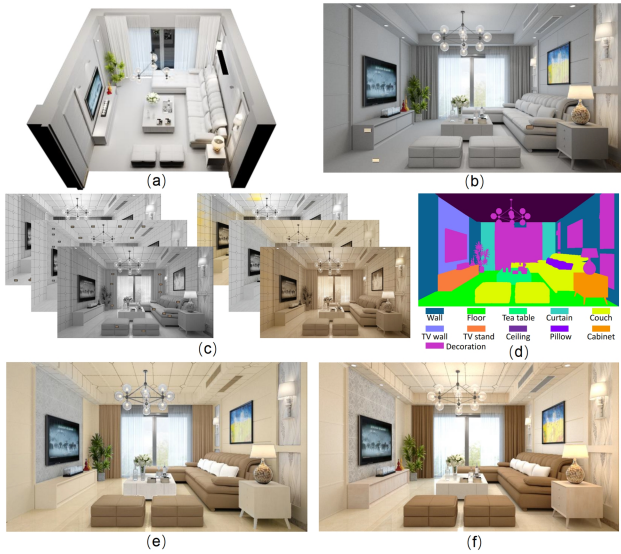 (a)
(b)
(c)
Wall Floor Tea table Curtain Couch
TV wall TV stand Ceiling Pillow Cabinet
Decoration
(d)
(e)
(f)